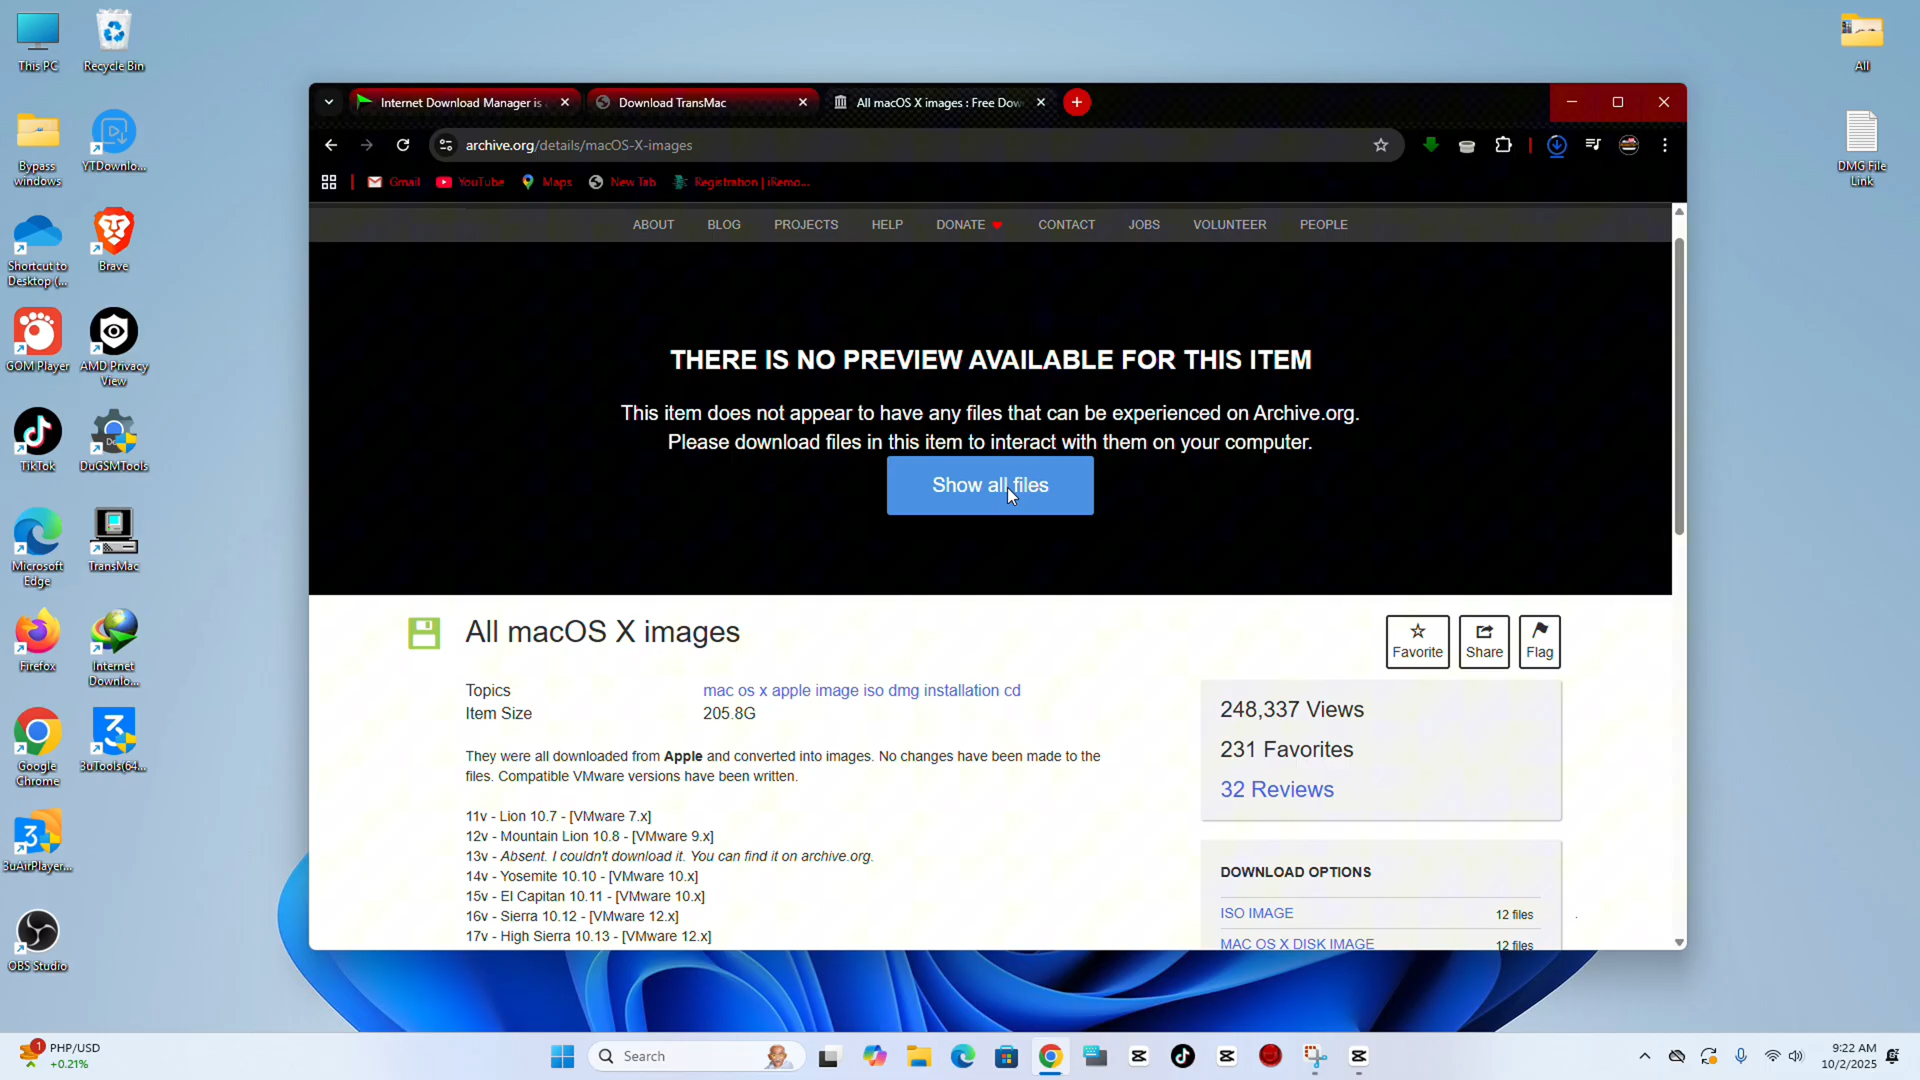 This PC
Recycle Bin
Bypass windows
YTDownlo...
Shortcut to Desktop (...
Brave
GOM Player
AMD Privacy View
TikTok
DuGSMTools
Microsoft Edge
TransMac
Firefox
Internet Downlo...
Google Chrome
3uTools(64...
3uAirPlayer...
OBS Studio
All
DMG File Link
Internet Download Manager is
Download TransMac
All macOS X images : Free Dow
archive.org/details/macOS-X-images
Gmail
YouTube
Maps
New Tab
Registration | iRemo...
ABOUT BLOG PROJECTS HELP DONATE CONTACT JOBS VOLUNTEER PEOPLE
THERE IS NO PREVIEW AVAILABLE FOR THIS ITEM
This item does not appear to have any files that can be experienced on Archive.org.
Please download files in this item to interact with them on your computer.
Show all files
All macOS X images
Favorite
Share
Flag
Topics mac os x apple image iso dmg installation cd
Item Size 205.8G
They were all downloaded from Apple and converted into images. No changes have been made to the
files. Compatible VMware versions have been written.
11v - Lion 10.7 - [VMware 7.x]
12v - Mountain Lion 10.8 - [VMware 9.x]
13v - Absent. I couldn't download it. You can find it on archive.org.
14v - Yosemite 10.10 - [VMware 10.x]
15v - El Capitan 10.11 - [VMware 10.x]
16v - Sierra 10.12 - [VMware 12.x]
17v - High Sierra 10.13 - [VMware 12.x]
248,337 Views
231 Favorites
32 Reviews
DOWNLOAD OPTIONS
ISO IMAGE 12 files
MAC OS X DISK IMAGE 12 files
1
PHP/USD
+0.21%
Search
9:22 AM
10/2/2025